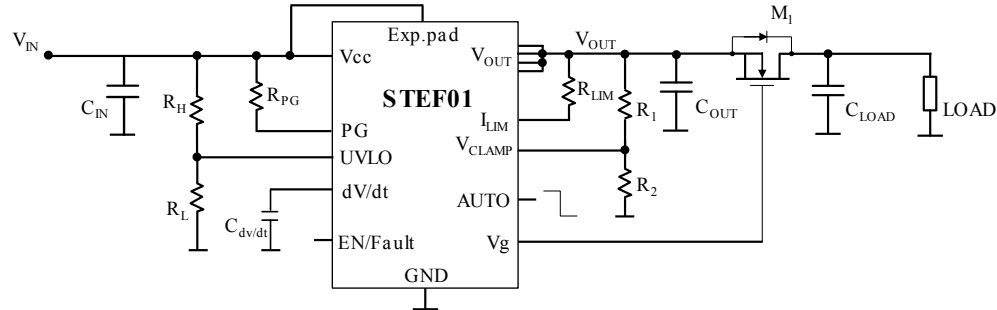 M1
Exp.pad
VIN
Vcc
VOUT
VOUT
STEF01
CIN
RH
RPG
RLIM
R1
COUT
CLOAD
LOAD
PG
ILIM
UVLO
VCLAMP
RL
dV/dt
R2
AUTO
Cdv/dt
EN/Fault
Vg
GND